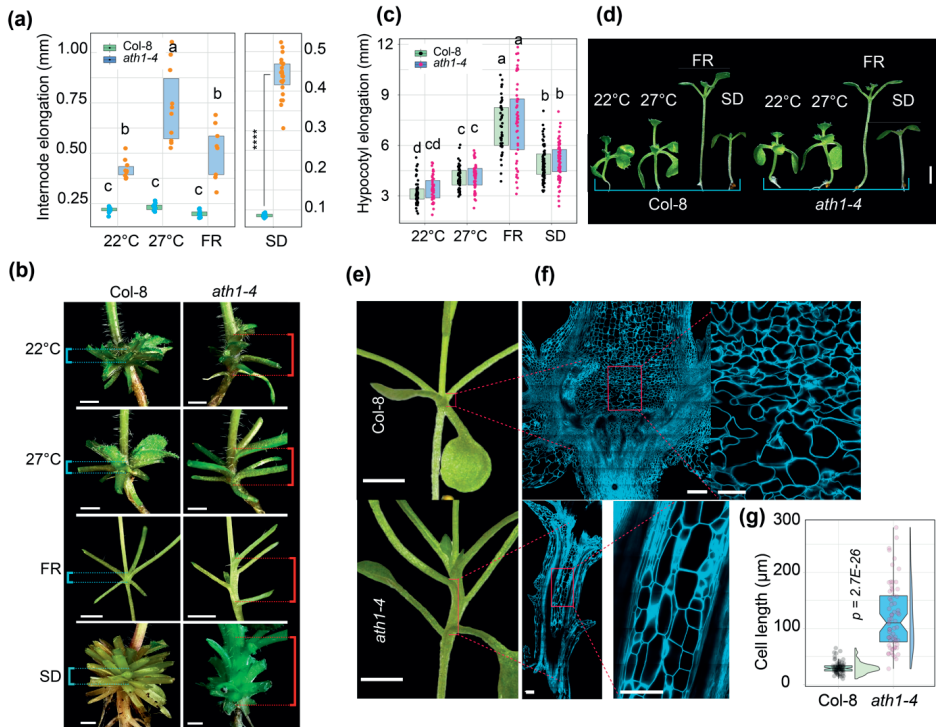 (a)
Internode elongation (mm)
1.00
0.75
0.50
0.25
Col-8
ath1-4
a
b
b
c
c
c
****
0.5
0.4
0.3
0.2
0.1
22°C
27°C
FR
SD
(c)
Hypocotyl elongation (mm)
12
9
6
3
Col-8
ath1-4
a
a
b
b
c
c
d
cd
22°C
27°C
FR
SD
(d)
FR
FR
22°C
27°C
SD
22°C
27°C
SD
Col-8
ath1-4
(b)
Col-8
ath1-4
22°C
27°C
FR
SD
(e)
Col-8
ath1-4
(f)
(g)
Cell length (µm)
300
200
100
0
p = 2.7E-26
Col-8
ath1-4